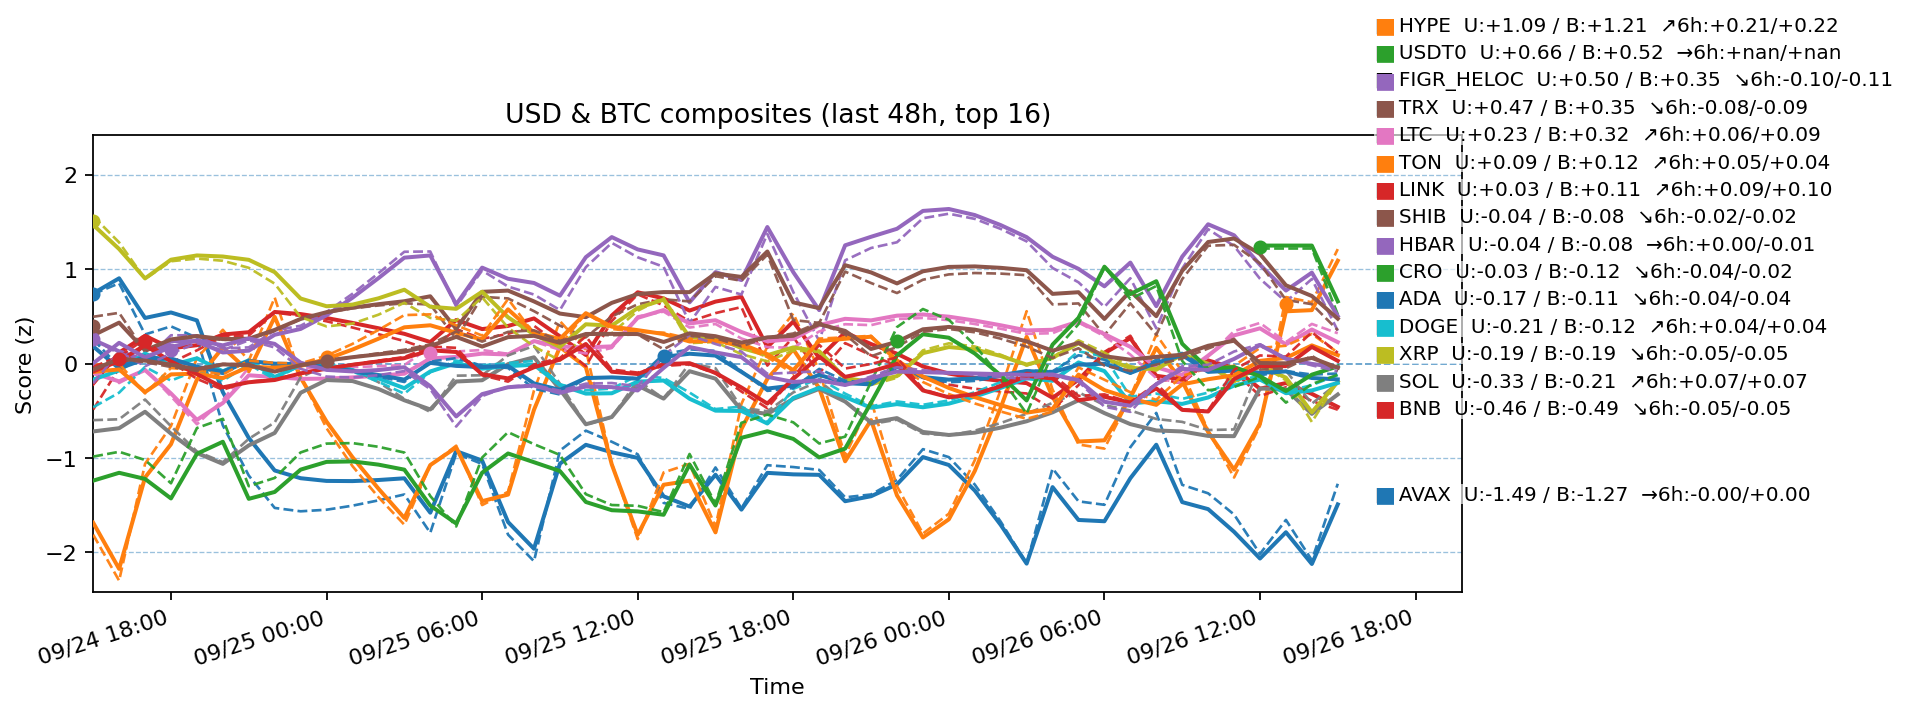 HYPE  U:+1.09 / B:+1.21  ↗6h:+0.21/+0.22
USDT0  U:+0.66 / B:+0.52  →6h:+nan/+nan
FIGR_HELOC  U:+0.50 / B:+0.35  ↘6h:-0.10/-0.11
TRX  U:+0.47 / B:+0.35  ↘6h:-0.08/-0.09
LTC  U:+0.23 / B:+0.32  ↗6h:+0.06/+0.09
TON  U:+0.09 / B:+0.12  ↗6h:+0.05/+0.04
LINK  U:+0.03 / B:+0.11  ↗6h:+0.09/+0.10
SHIB  U:-0.04 / B:-0.08  ↘6h:-0.02/-0.02
HBAR  U:-0.04 / B:-0.08  →6h:+0.00/-0.01
CRO  U:-0.03 / B:-0.12  ↘6h:-0.04/-0.02
ADA  U:-0.17 / B:-0.11  ↘6h:-0.04/-0.04
DOGE  U:-0.21 / B:-0.12  ↗6h:+0.04/+0.04
XRP  U:-0.19 / B:-0.19  ↘6h:-0.05/-0.05
SOL  U:-0.33 / B:-0.21  ↗6h:+0.07/+0.07
BNB  U:-0.46 / B:-0.49  ↘6h:-0.05/-0.05
AVAX  U:-1.49 / B:-1.27  →6h:-0.00/+0.00
USD & BTC composites (last 48h, top 16)
Score (z)
2
1
0
−1
−2
09/24 18:00
09/25 00:00
09/25 06:00
09/25 12:00
09/25 18:00
09/26 00:00
09/26 06:00
09/26 12:00
09/26 18:00
Time